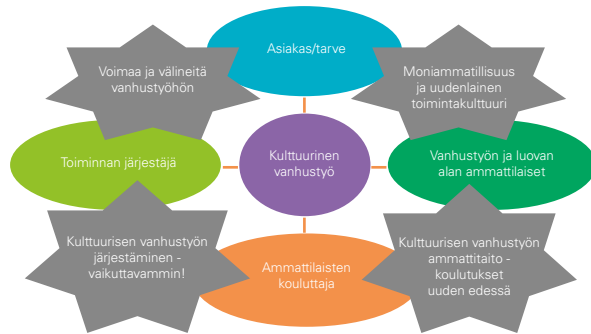 Asiakas/tarve
Voimaa ja välineitä
vanhustyöhön
Moniammatillisuus
ja uudenlainen
toimintakulttuuri
Toiminnan järjestäjä
Kulttuurinen
vanhustyö
Vanhustyön ja luovan
alan ammattilaiset
Kulttuurisen vanhustyön
järjestäminen -
vaikuttavammin!
Ammattilaisten
kouluttaja
Kulttuurisen vanhustyön
ammattitaito -
koulutukset
uuden edessä